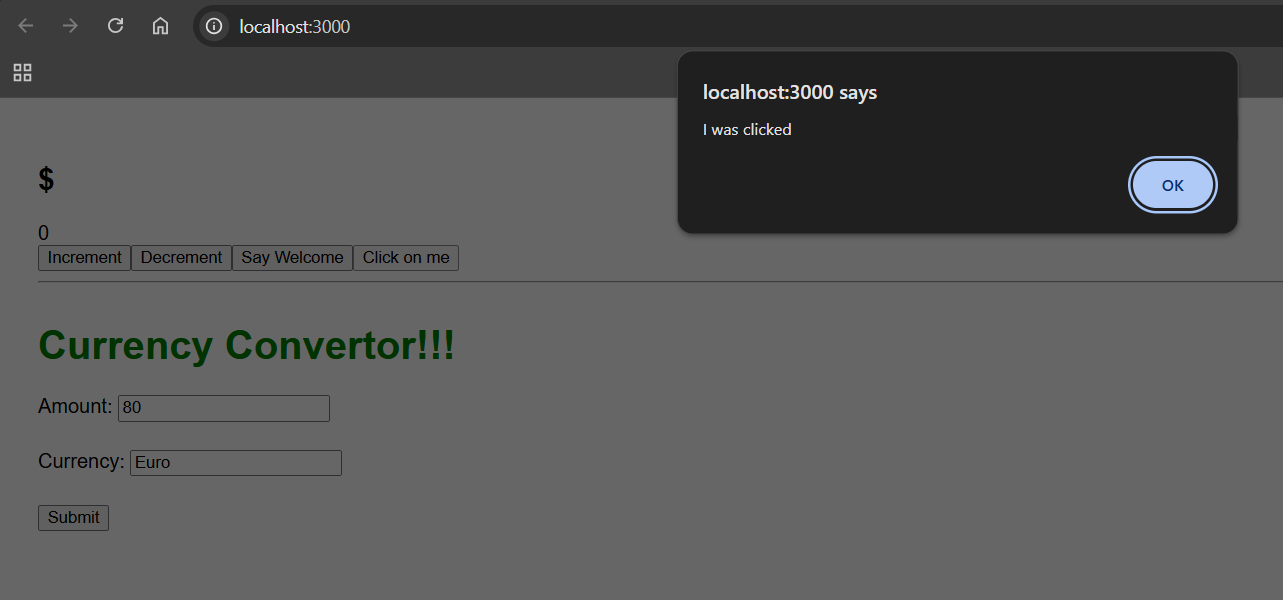 localhost:3000
localhost:3000 says
I was clicked
OK
$
0
Increment Decrement Say Welcome Click on me
Currency Convertor!!!
Amount: 80
Currency: Euro
Submit